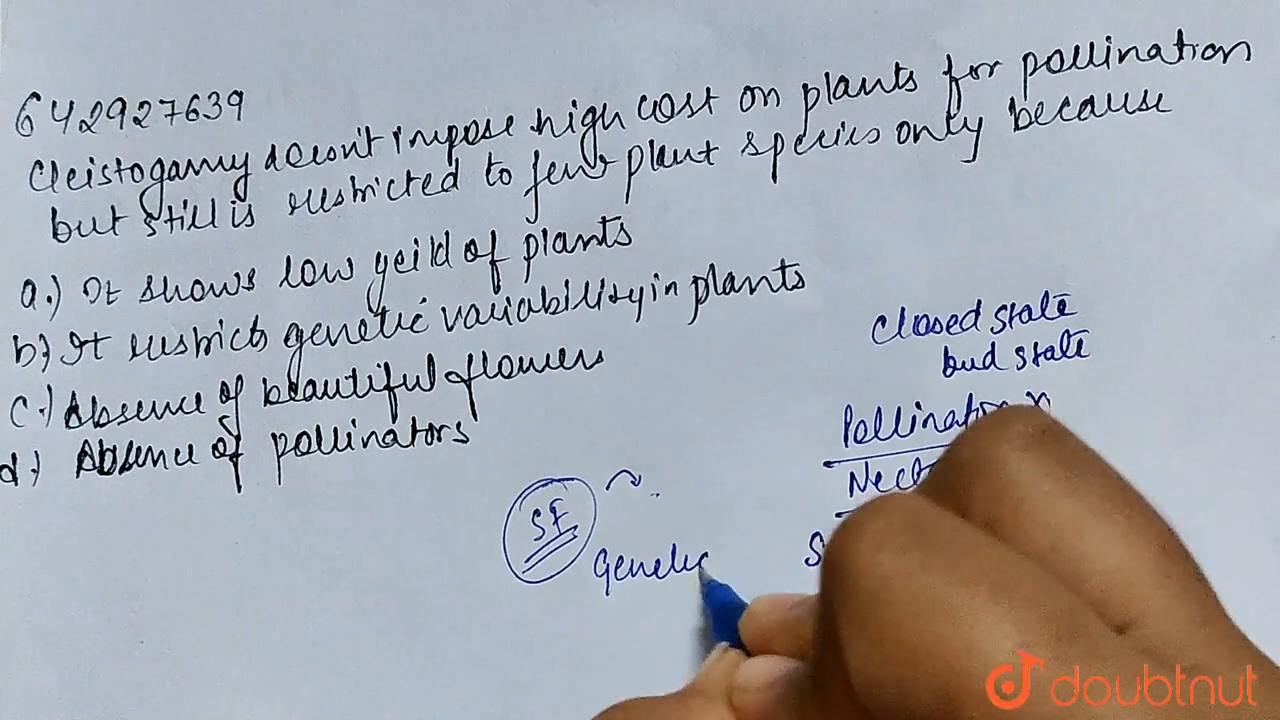 642927639
Cleistogamy doesn't impose high cost on plants for pollination
but still is restricted to few plant species only because
a.) It shows low yeild of plants
b.) It restricts genetic variability in plants
c.) Absence of beautiful flowers
d.) Absence of pollinators
closed state
bud state
SF
Genetic
doubtnut